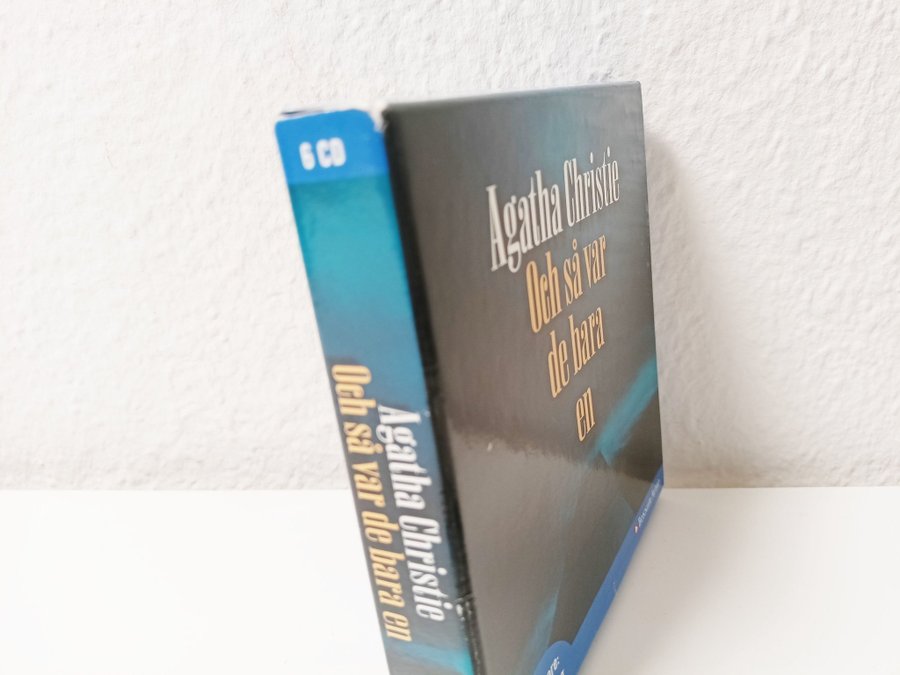 6 CD
Agatha Christie
Och så var de bara en
Agatha Christie
Och så var
de bara
en